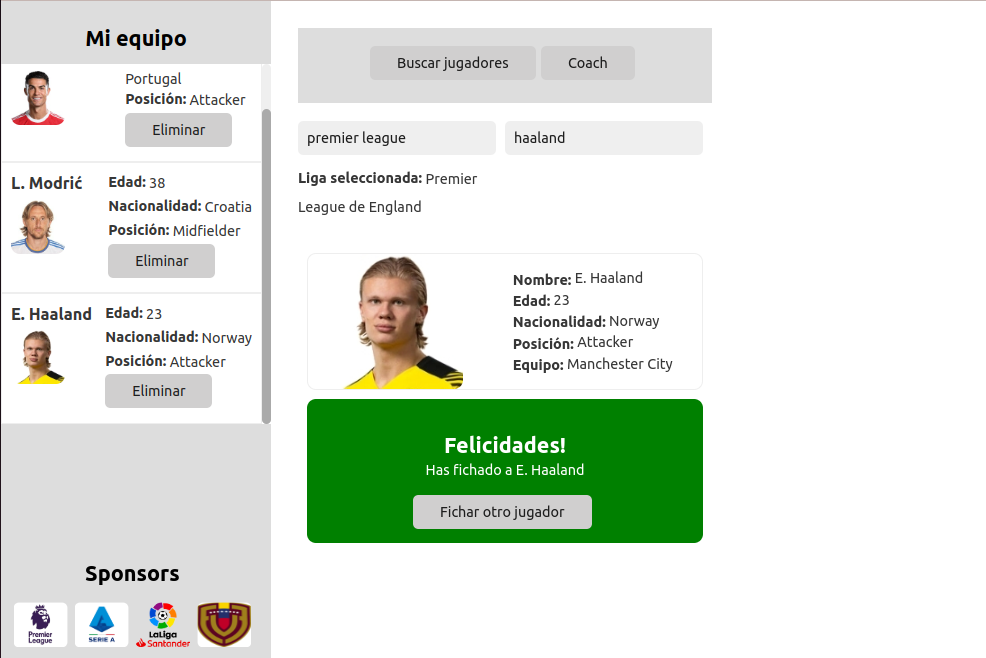 Mi equipo
Portugal
Posición: Attacker
Eliminar
L. Modrić
Edad: 38
Nacionalidad: Croatia
Posición: Midfielder
Eliminar
E. Haaland
Edad: 23
Nacionalidad: Norway
Posición: Attacker
Eliminar
Sponsors
Premier
League
SERIE A
LaLiga
Santander
Buscar jugadores
Coach
premier league
haaland
Liga seleccionada: Premier
League de England
Nombre: E. Haaland
Edad: 23
Nacionalidad: Norway
Posición: Attacker
Equipo: Manchester City
Felicidades!
Has fichado a E. Haaland
Fichar otro jugador